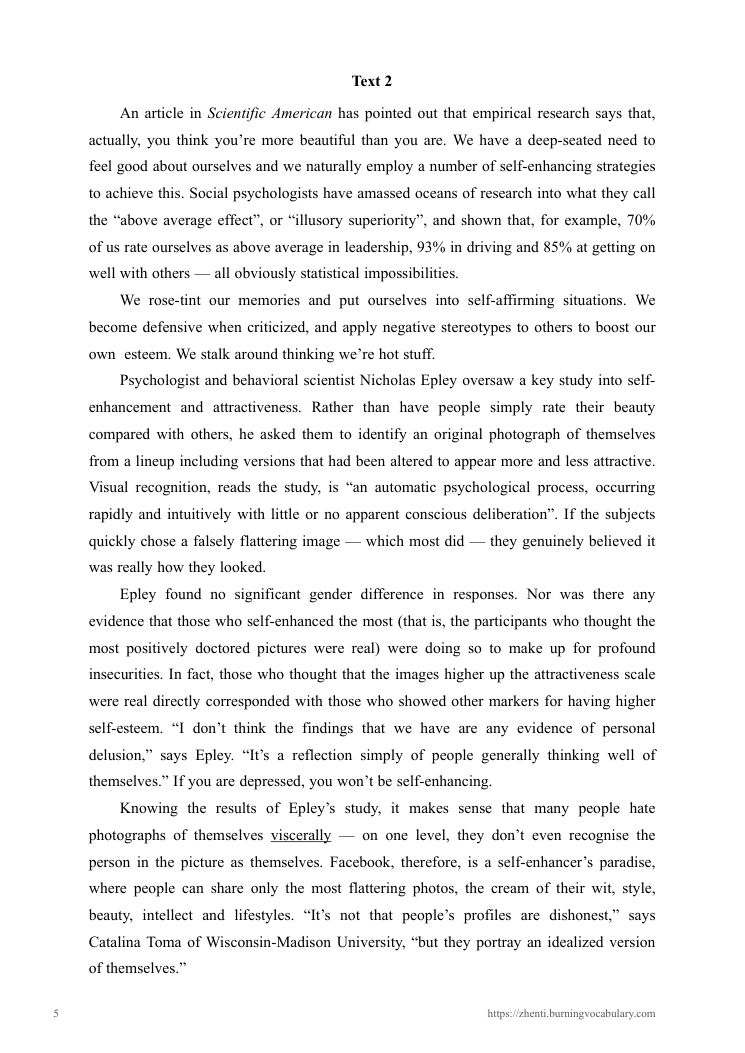 Text 2
An article in Scientific American has pointed out that empirical research says that,
actually, you think you’re more beautiful than you are. We have a deep-seated need to
feel good about ourselves and we naturally employ a number of self-enhancing strategies
to achieve this. Social psychologists have amassed oceans of research into what they call
the “above average effect”, or “illusory superiority”, and shown that, for example, 70%
of us rate ourselves as above average in leadership, 93% in driving and 85% at getting on
well with others — all obviously statistical impossibilities.
We rose-tint our memories and put ourselves into self-affirming situations. We
become defensive when criticized, and apply negative stereotypes to others to boost our
own esteem. We stalk around thinking we’re hot stuff.
Psychologist and behavioral scientist Nicholas Epley oversaw a key study into self-
enhancement and attractiveness. Rather than have people simply rate their beauty
compared with others, he asked them to identify an original photograph of themselves
from a lineup including versions that had been altered to appear more and less attractive.
Visual recognition, reads the study, is “an automatic psychological process, occurring
rapidly and intuitively with little or no apparent conscious deliberation”. If the subjects
quickly chose a falsely flattering image — which most did — they genuinely believed it
was really how they looked.
Epley found no significant gender difference in responses. Nor was there any
evidence that those who self-enhanced the most (that is, the participants who thought the
most positively doctored pictures were real) were doing so to make up for profound
insecurities. In fact, those who thought that the images higher up the attractiveness scale
were real directly corresponded with those who showed other markers for having higher
self-esteem. “I don’t think the findings that we have are any evidence of personal
delusion,” says Epley. “It’s a reflection simply of people generally thinking well of
themselves.” If you are depressed, you won’t be self-enhancing.
Knowing the results of Epley’s study, it makes sense that many people hate
photographs of themselves viscerally — on one level, they don’t even recognise the
person in the picture as themselves. Facebook, therefore, is a self-enhancer’s paradise,
where people can share only the most flattering photos, the cream of their wit, style,
beauty, intellect and lifestyles. “It’s not that people’s profiles are dishonest,” says
Catalina Toma of Wisconsin-Madison University, “but they portray an idealized version
of themselves.”
5
https://zhenti.burningvocabulary.com